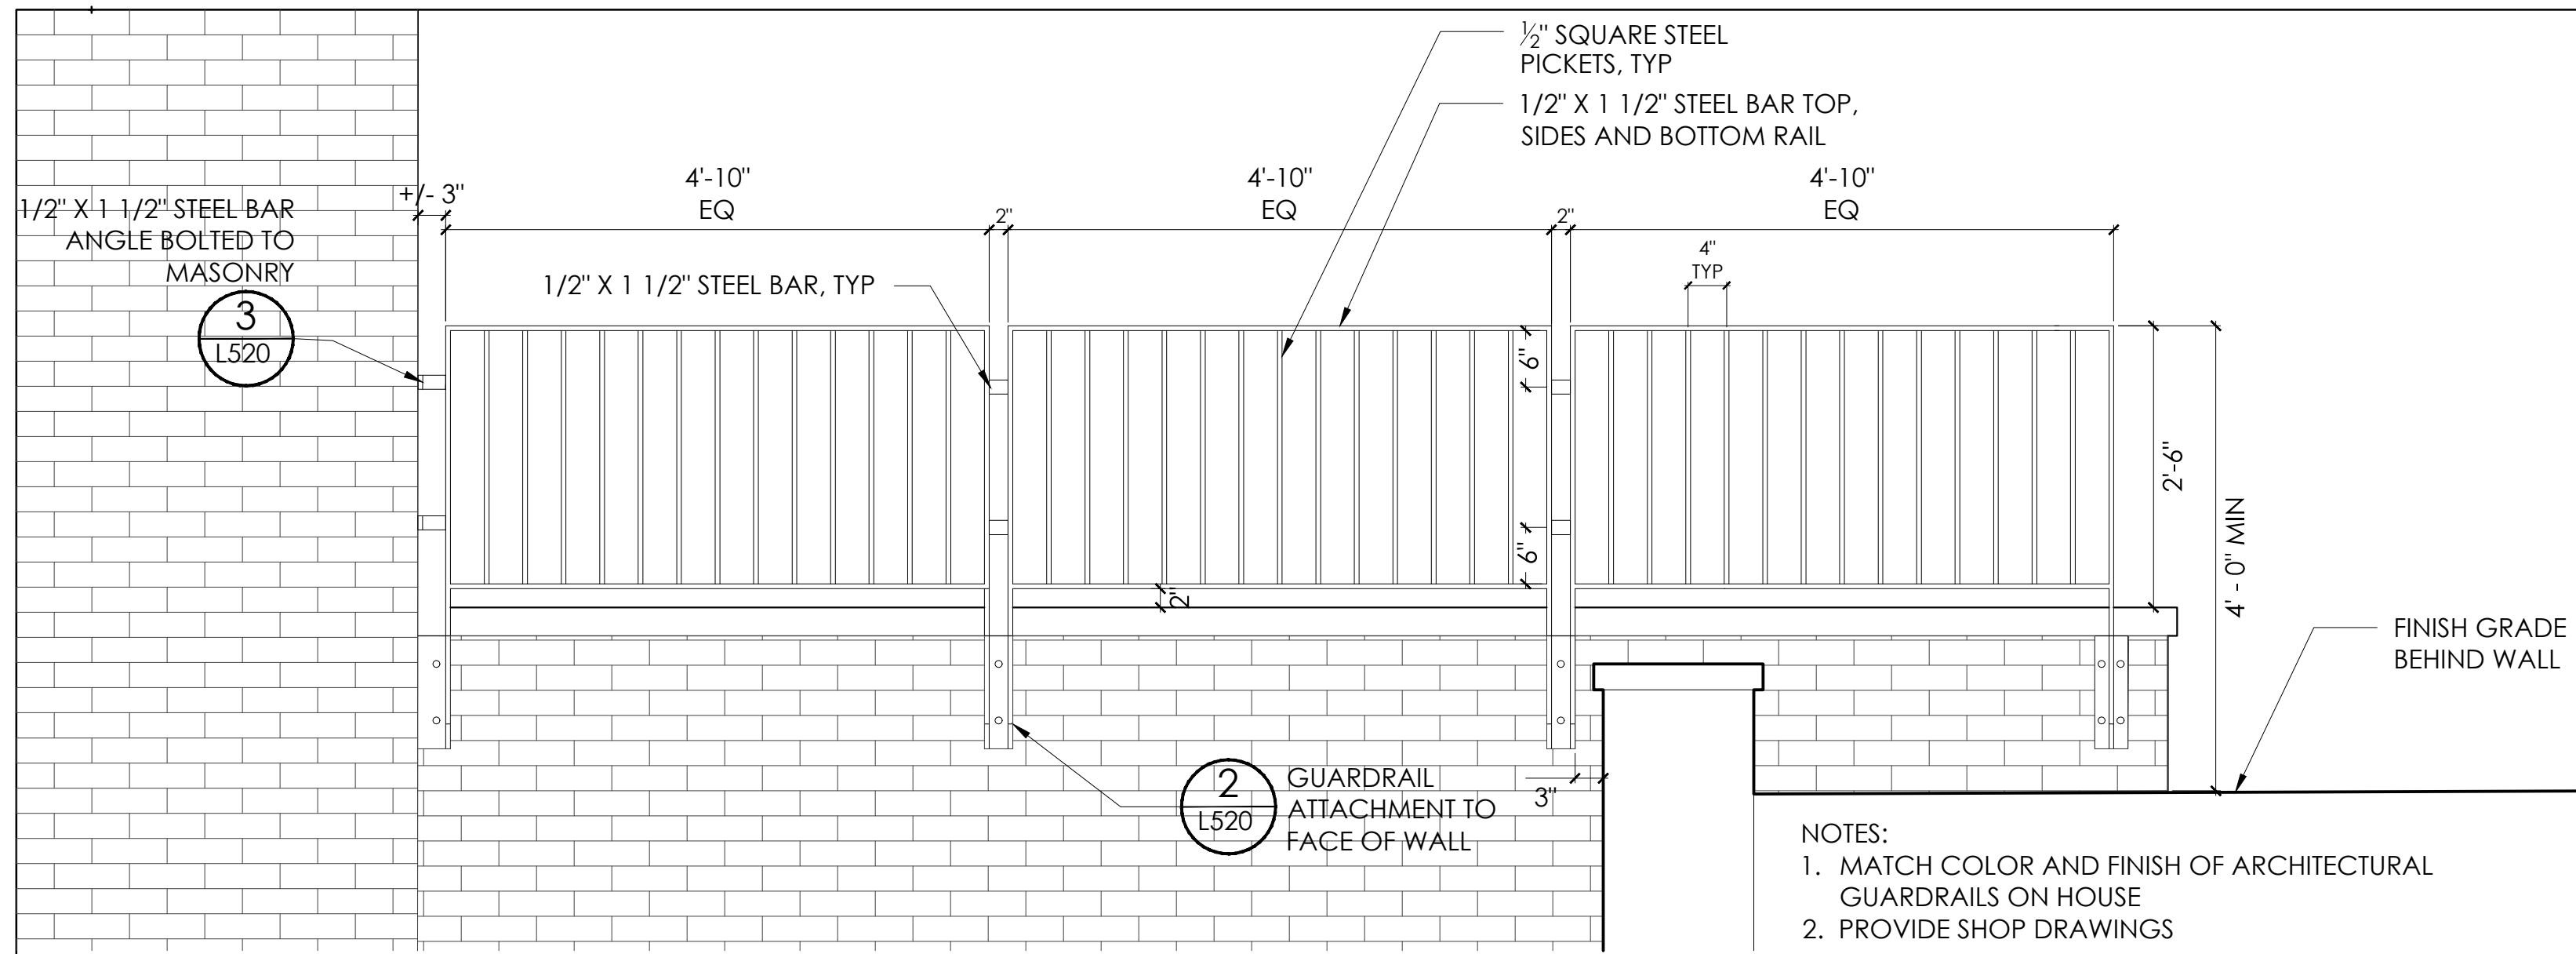 ½" SQUARE STEEL
PICKETS, TYP
1/2" X 1 1/2" STEEL BAR TOP,
SIDES AND BOTTOM RAIL
+/- 3"
4'-10"
EQ
2"
4'-10"
EQ
2"
4'-10"
EQ
1/2" X 1 1/2" STEEL BAR
ANGLE BOLTED TO
MASONRY
3
L520
1/2" X 1 1/2" STEEL BAR, TYP
4"
TYP
6"
6"
2"
2'-6"
4' - 0" MIN
FINISH GRADE
BEHIND WALL
2
L520
GUARDRAIL
ATTACHMENT TO
FACE OF WALL
3"
NOTES:
1. MATCH COLOR AND FINISH OF ARCHITECTURAL
GUARDRAILS ON HOUSE
2. PROVIDE SHOP DRAWINGS